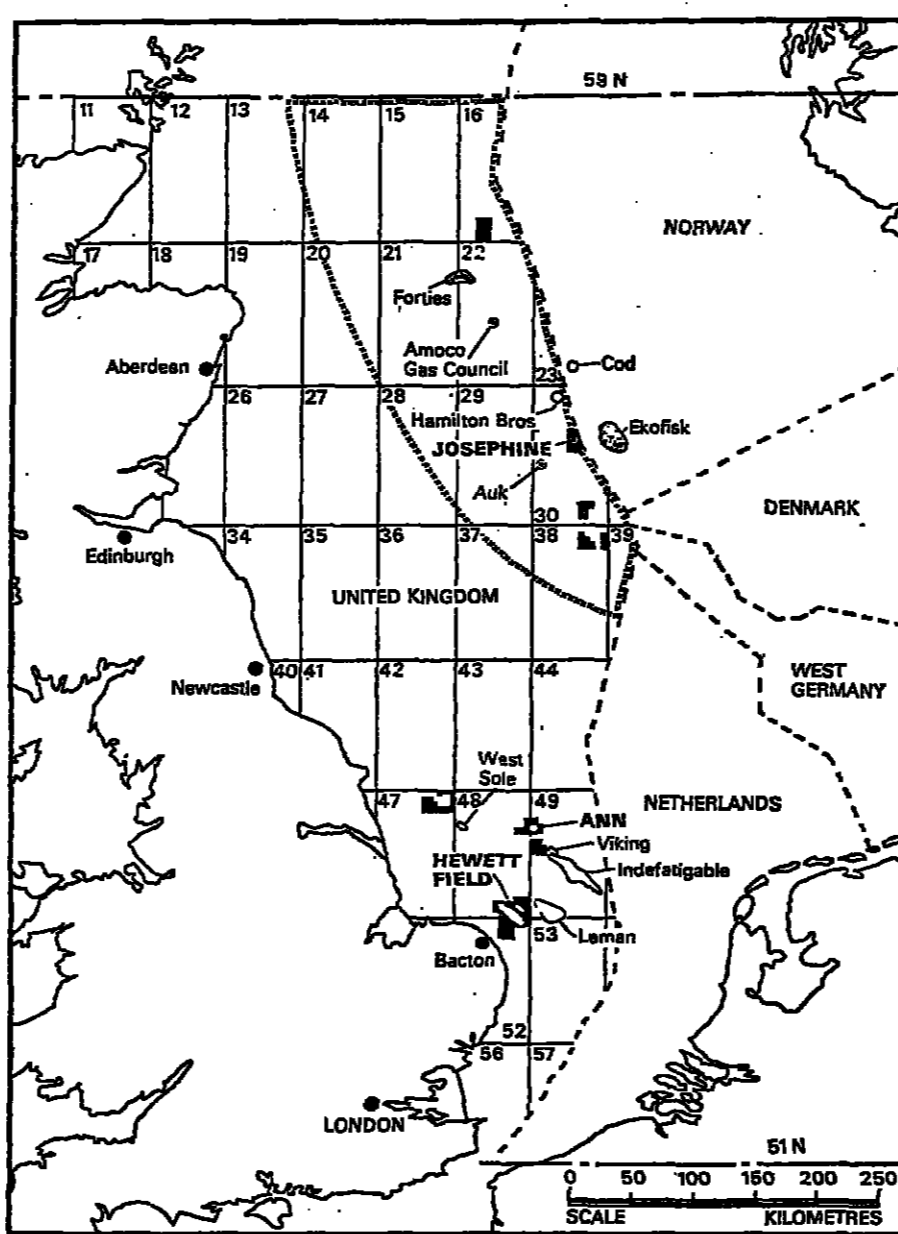 59 N
11
12
13
14
15
16
NORWAY
17
18
19
20
21
22
Forties
Aberdean
Amoco
Gas Council
23
Cod
26
27
28
29
Hamilton Bros
JOSEPHINE
Ekofisk
Auk
DENMARK
30
34
35
36
37
38
39
Edinburgh
UNITED KINGDOM
40
41
42
43
44
WEST
GERMANY
Newcastle
West
Sole
47
48
49
NETHERLANDS
ANN
Viking
HEWETT
FIELD
Indefatigable
53
Leman
Bacton
52
56
57
LONDON
51 N
0 50 100 150 200 250
SCALE KILOMETRES